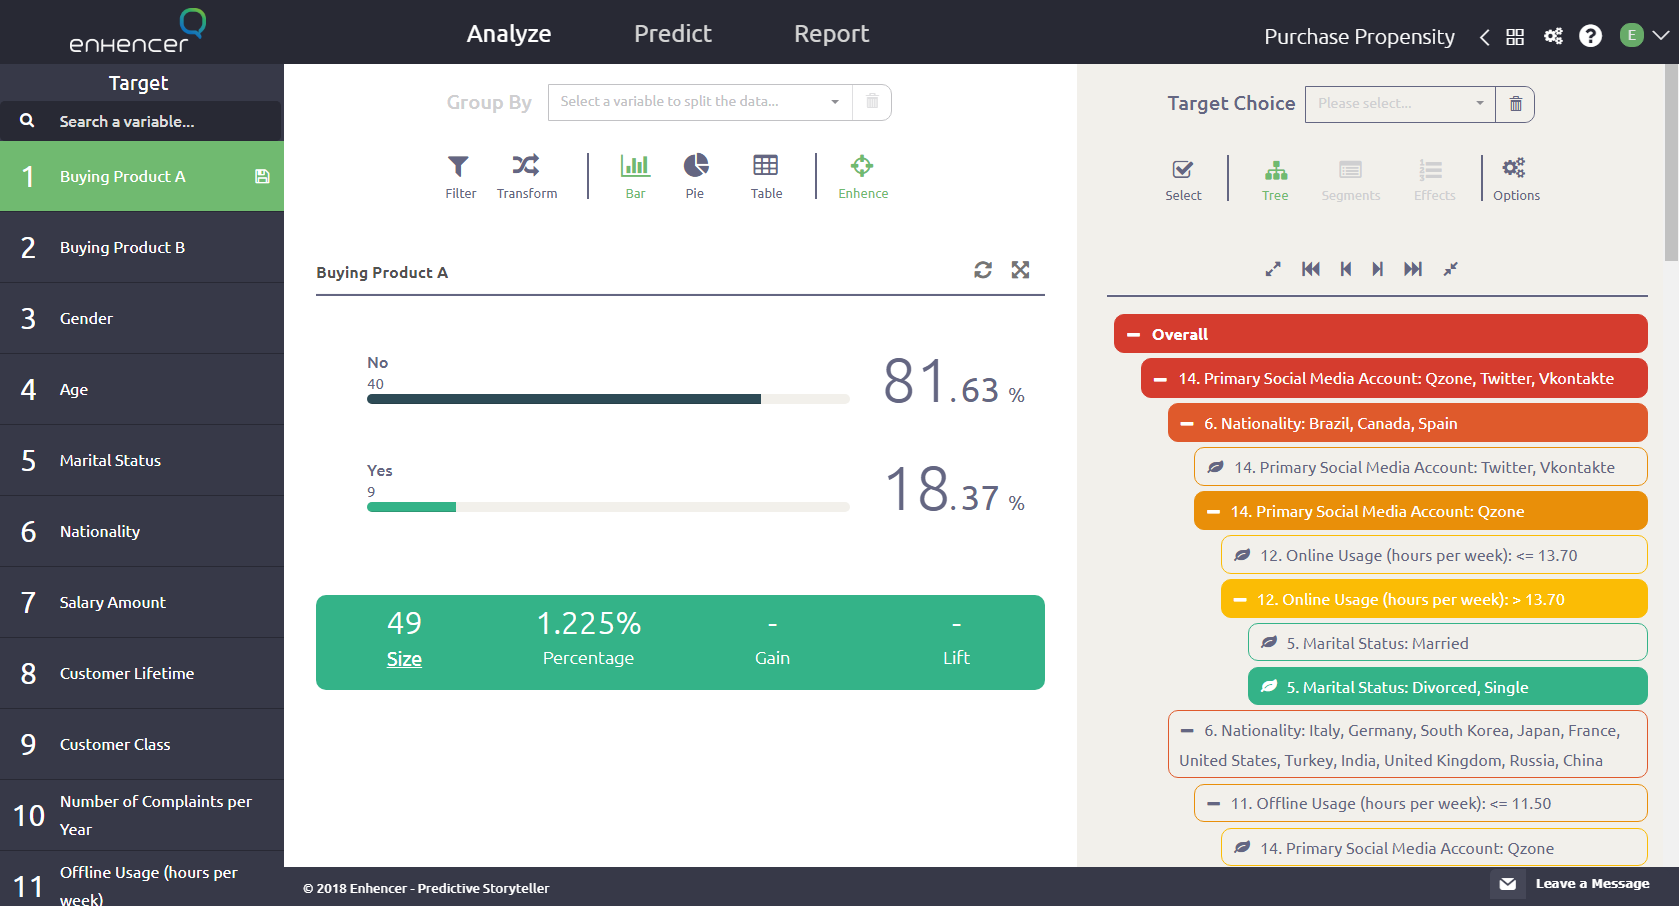 enHencer
Analyze
Predict
Report
Purchase Propensity
?
E
Target
Search a variable...
1 Buying Product A
2 Buying Product B
3 Gender
4 Age
5 Marital Status
6 Nationality
7 Salary Amount
8 Customer Lifetime
9 Customer Class
10 Number of Complaints per
Year
11 Offline Usage (hours per
week)
Group By
Select a variable to split the data...
Filter
Transform
Bar
Pie
Table
Enhence
Buying Product A
No
40
81.63 %
Yes
9
18.37 %
49
Size
1.225%
Percentage
-
Gain
-
Lift
Target Choice
Please select...
Select
Tree
Segments
Effects
Options
Overall
14. Primary Social Media Account: Qzone, Twitter, Vkontakte
6. Nationality: Brazil, Canada, Spain
14. Primary Social Media Account: Twitter, Vkontakte
14. Primary Social Media Account: Qzone
12. Online Usage (hours per week): <= 13.70
12. Online Usage (hours per week): > 13.70
5. Marital Status: Married
5. Marital Status: Divorced, Single
6. Nationality: Italy, Germany, South Korea, Japan, France,
United States, Turkey, India, United Kingdom, Russia, China
11. Offline Usage (hours per week): <= 11.50
14. Primary Social Media Account: Qzone
© 2018 Enhencer - Predictive Storyteller
Leave a Message